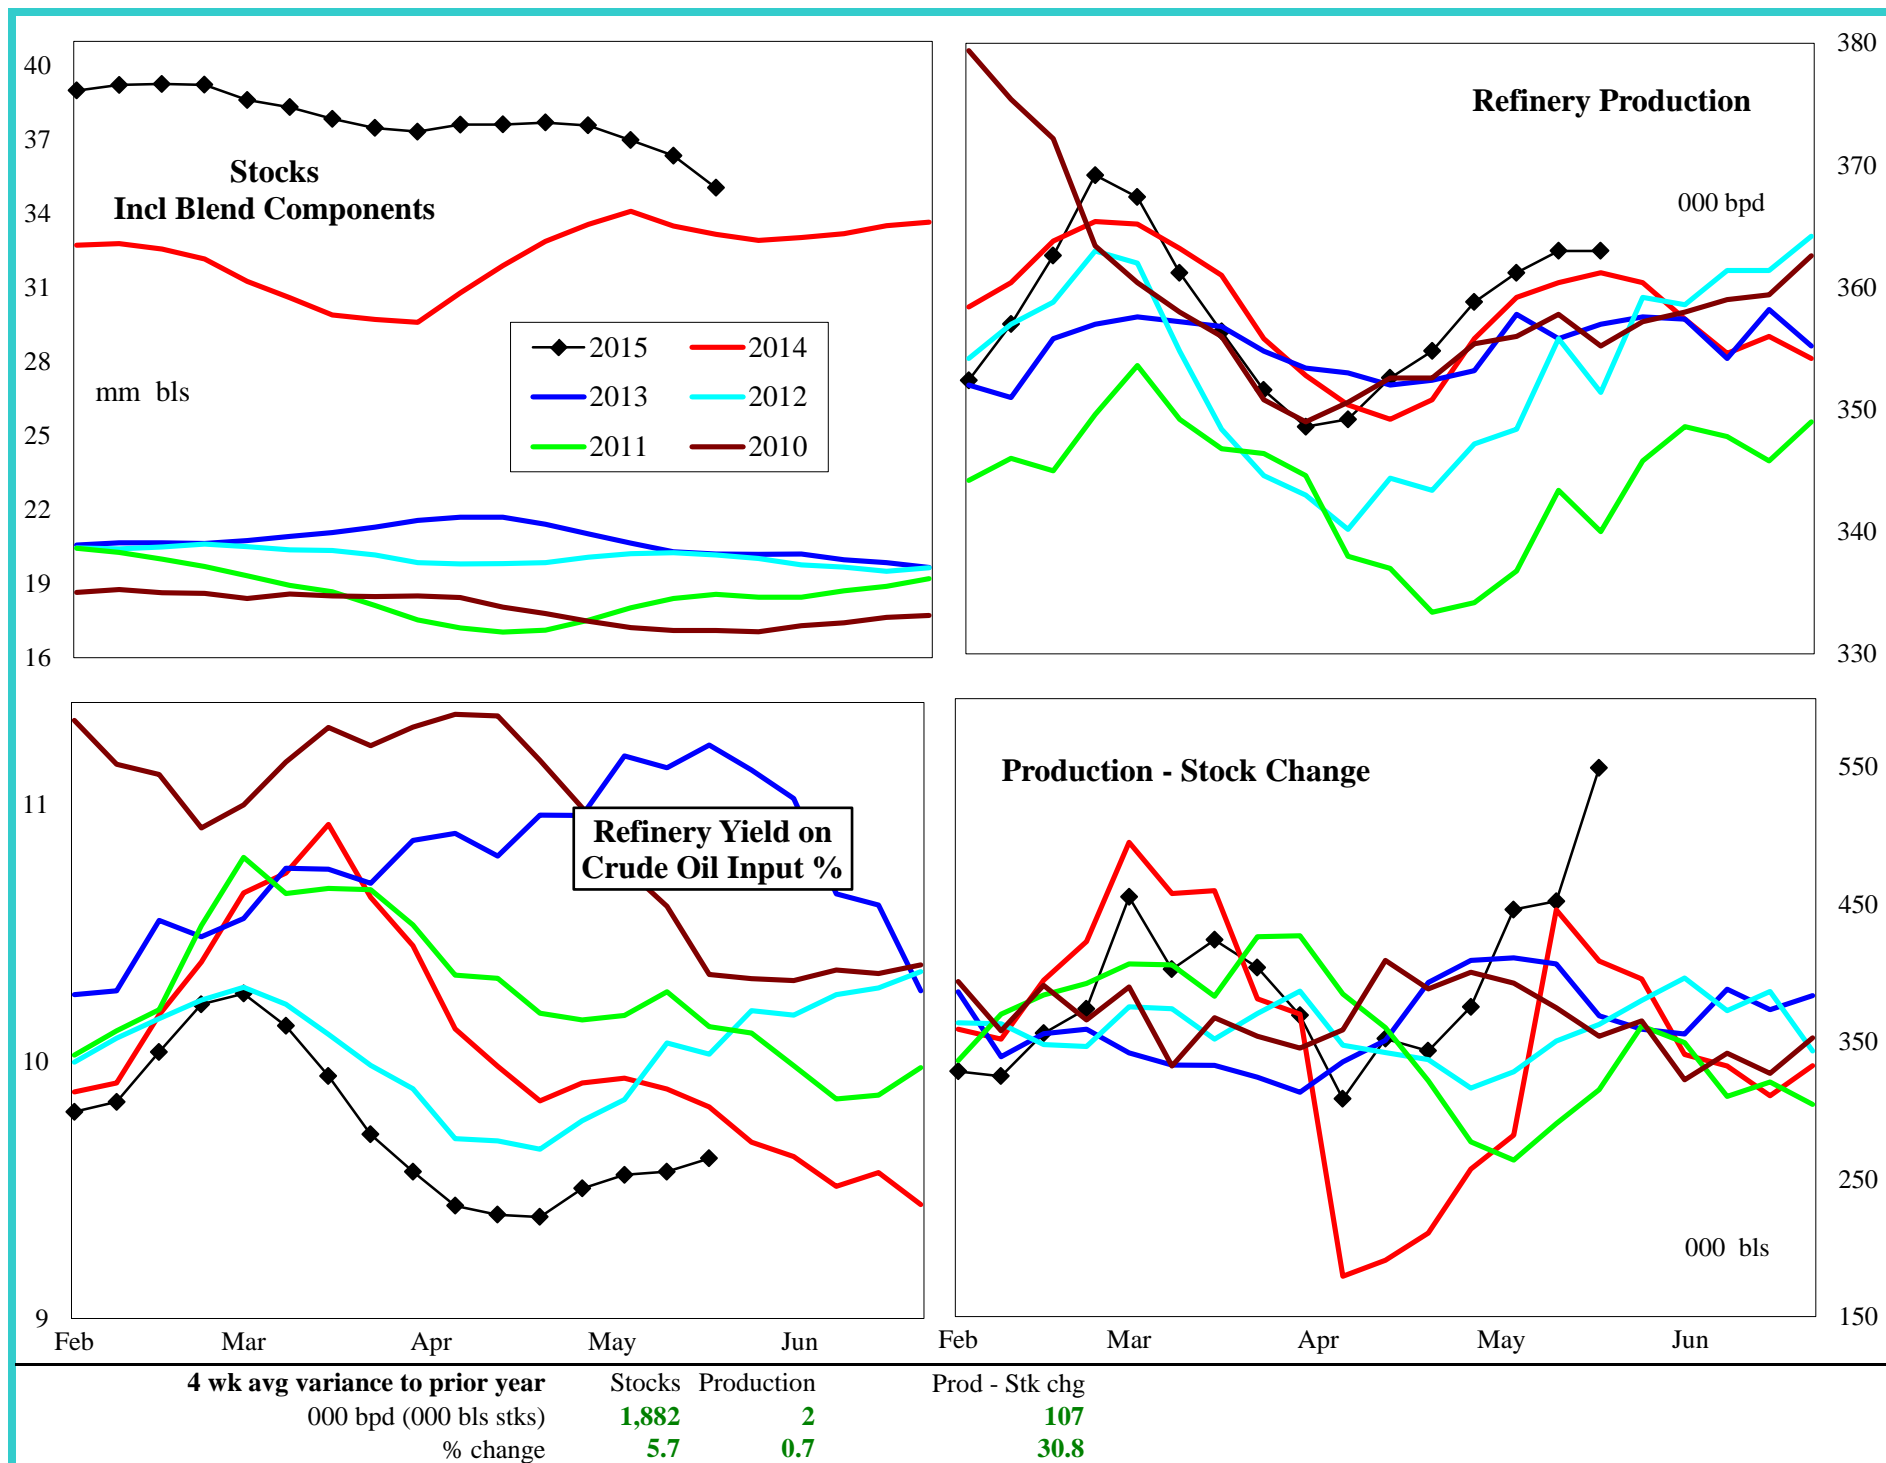 40
37
34
31
28
25
22
19
16
Stocks
Incl Blend Components
mm bls
2015 2014
2013 2012
2011 2010
380
370
360
350
340
330
Refinery Production
000 bpd
11
10
9
Refinery Yield on
Crude Oil Input %
Feb Mar Apr May Jun
550
450
350
250
150
Production - Stock Change
000 bls
Feb Mar Apr May Jun
4 wk avg variance to prior year Stocks Production Prod - Stk chg
000 bpd (000 bls stks) 1,882 2 107
% change 5.7 0.7 30.8